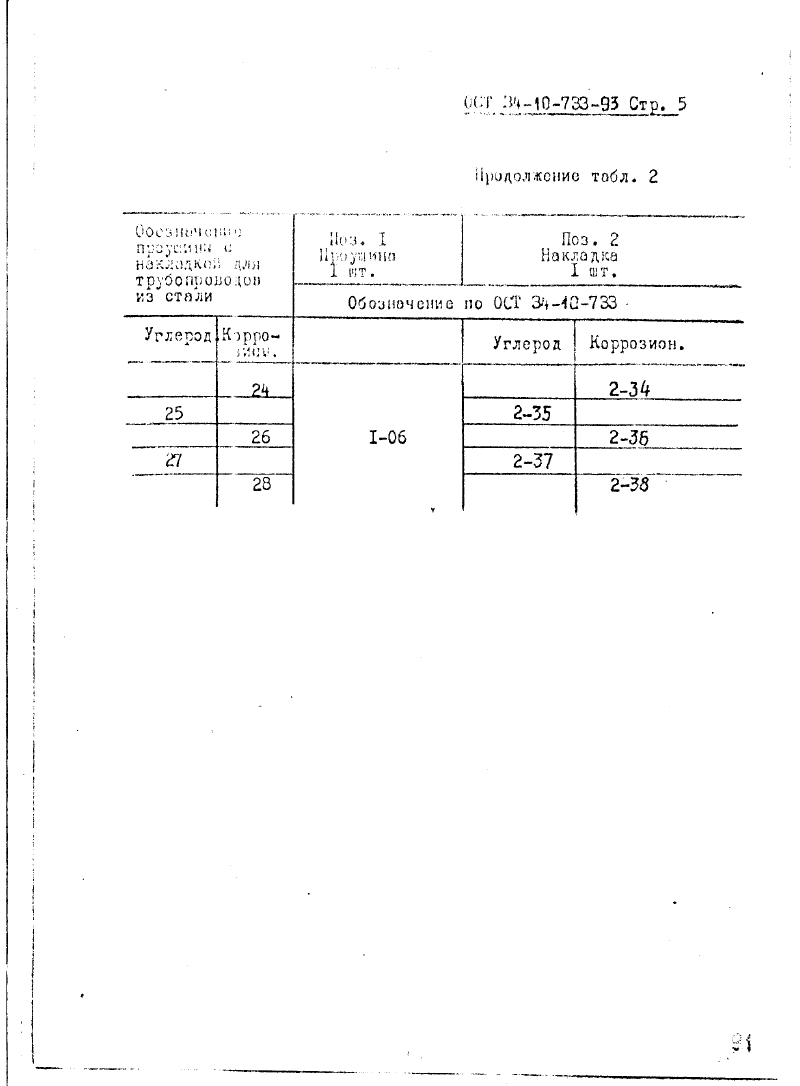 ОСТ 34-10-733-93 Стр. 5
Продолжение табл. 2
Обозначение
проушины с
накладкой для
трубопроводов
из стали
Поз. I
Проушина
1 шт.
Поз. 2
Накладка
I шт.
Обозначение по ОСТ 34-10-733
Углерод
Корро-
зион.
Углерод
Коррозион.
24
2-34
25
2-35
26
I-06
2-36
27
2-37
28
2-38
91